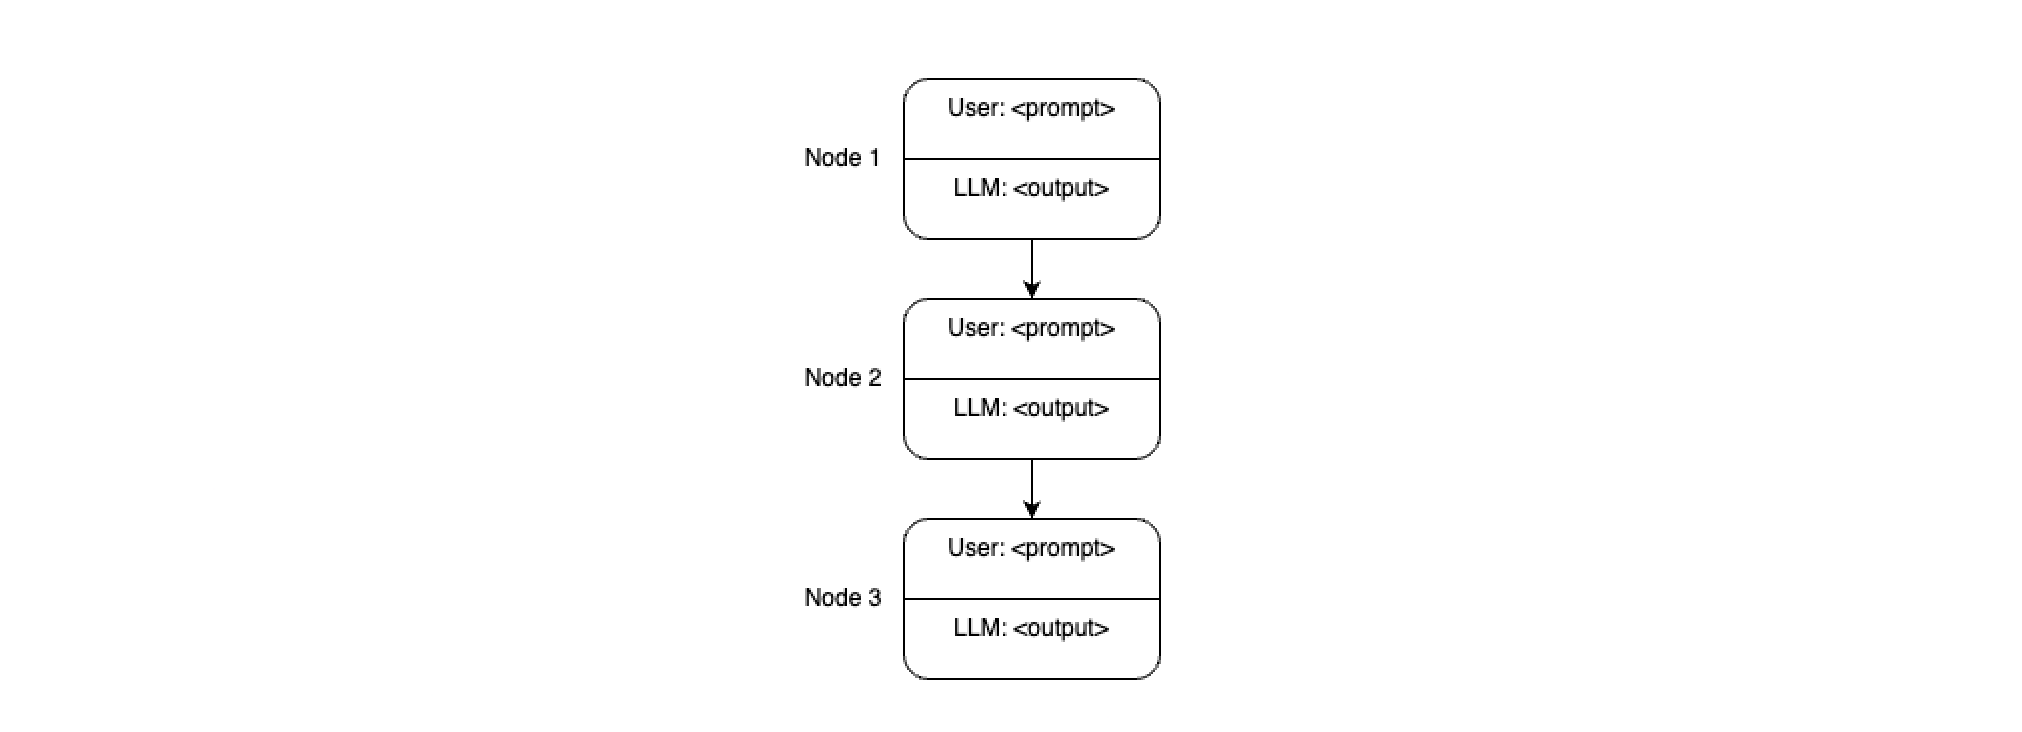 User: <prompt>
Node 1
LLM: <output>
User: <prompt>
Node 2
LLM: <output>
User: <prompt>
Node 3
LLM: <output>